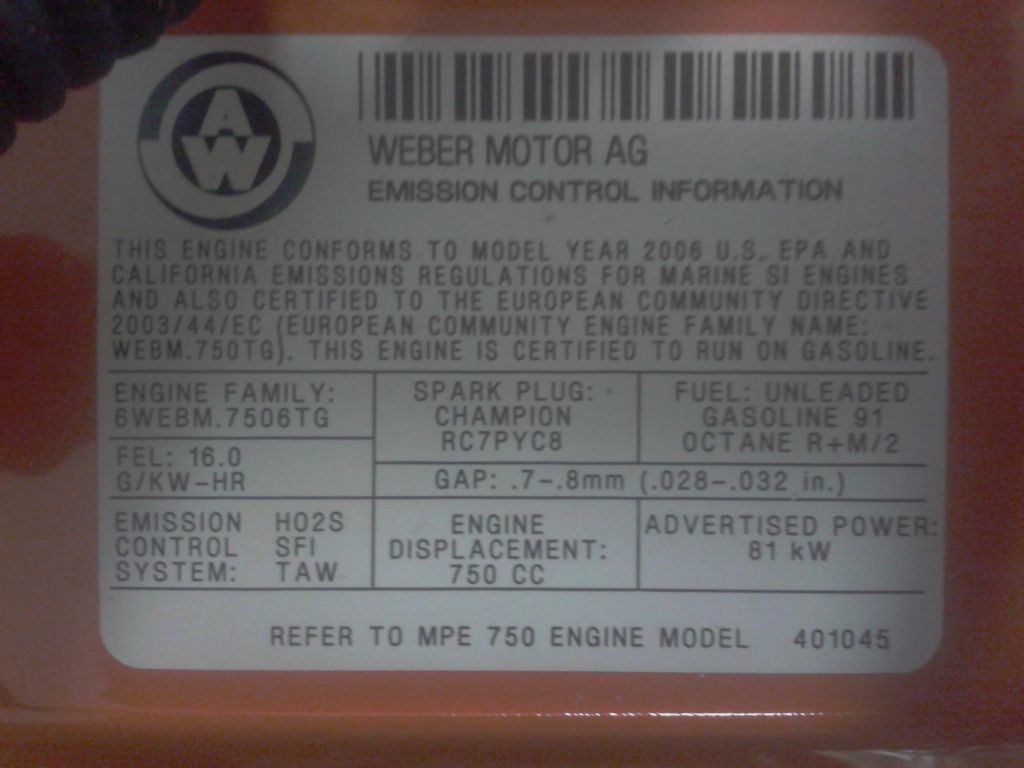 AW
WEBER MOTOR AG
EMISSION CONTROL INFORMATION
THIS ENGINE CONFORMS TO MODEL YEAR 2006 U.S. EPA AND
CALIFORNIA EMISSIONS REGULATIONS FOR MARINE SI ENGINES
AND ALSO CERTIFIED TO THE EUROPEAN COMMUNITY DIRECTIVE
2003/44/EC (EUROPEAN COMMUNITY ENGINE FAMILY NAME:
WEBM.750TG). THIS ENGINE IS CERTIFIED TO RUN ON GASOLINE.
ENGINE FAMILY:
6WEBM.7506TG
FEL: 16.0
G/KW-HR
SPARK PLUG:
CHAMPION
RC7PYC8
FUEL: UNLEADED
GASOLINE 91
OCTANE R+M/2
GAP: .7-.8mm (.028-.032 in.)
EMISSION HO2S
CONTROL SFI
SYSTEM: TAW
ENGINE
DISPLACEMENT:
750 CC
ADVERTISED POWER:
81 kW
REFER TO MPE 750 ENGINE MODEL 401045